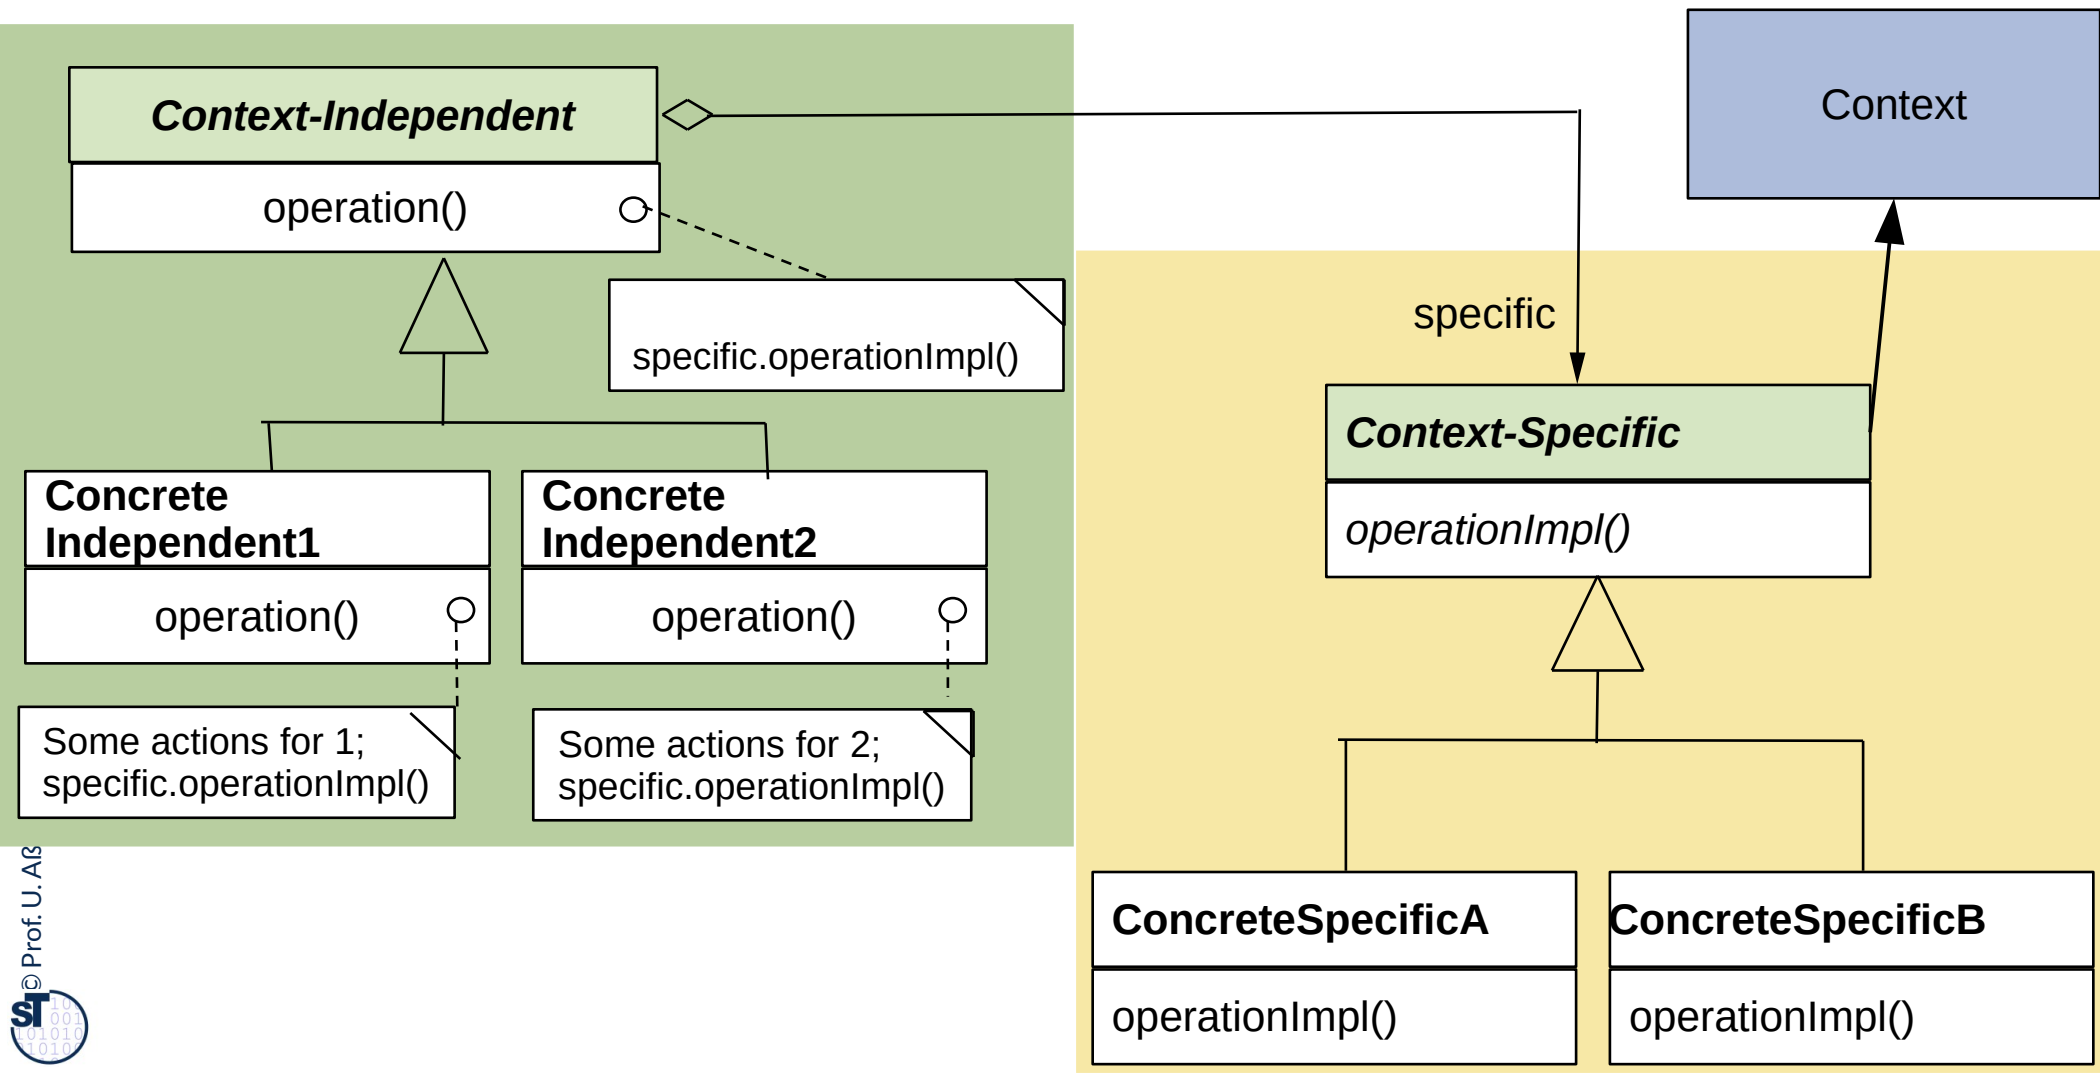 Context-Independent
operation()
specific.operationImpl()
Concrete
Independent1
operation()
Concrete
Independent2
operation()
Some actions for 1;
specific.operationImpl()
Some actions for 2;
specific.operationImpl()
Context
specific
Context-Specific
operationImpl()
ConcreteSpecificA
operationImpl()
ConcreteSpecificB
operationImpl()
© Prof. U. Aß
ST